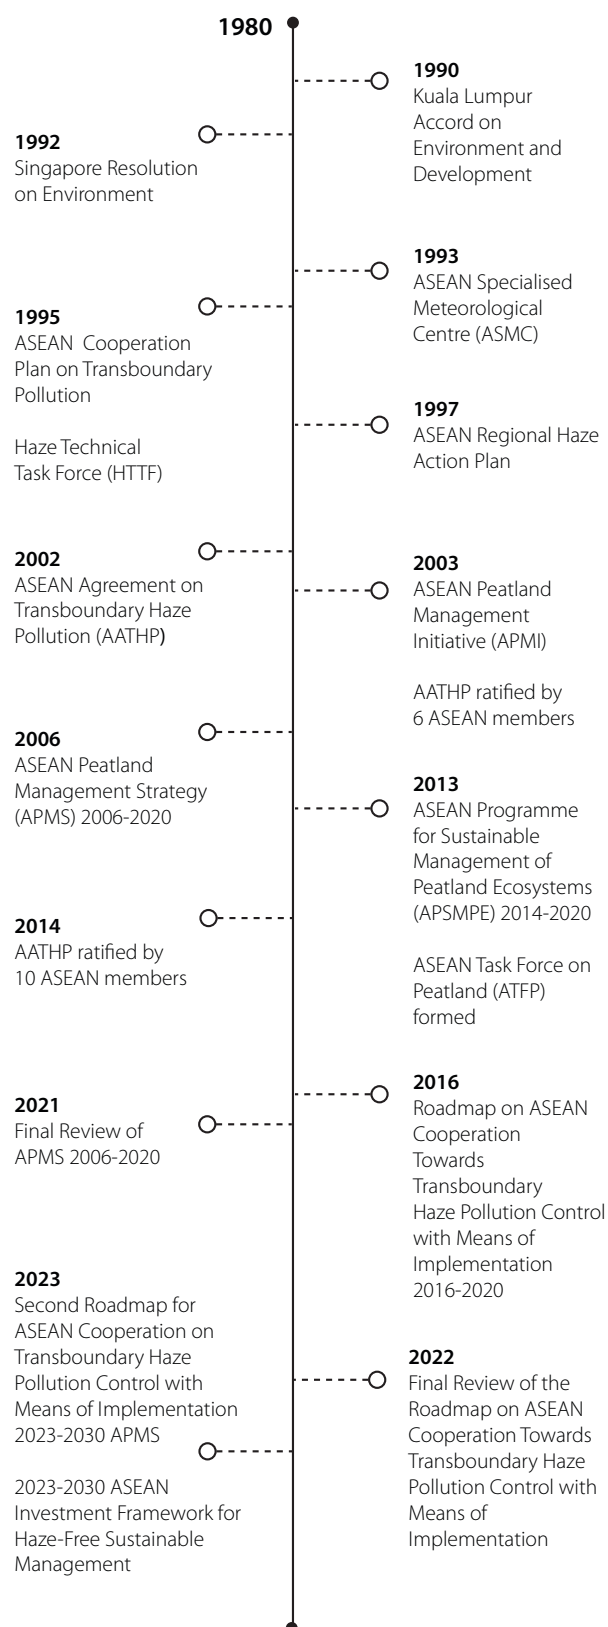 1980
1990
Kuala Lumpur
Accord on
Environment and
Development
1992
Singapore Resolution
on Environment
1993
ASEAN Specialised
Meteorological
Centre (ASMC)
1995
ASEAN Cooperation
Plan on Transboundary
Pollution
Haze Technical
Task Force (HTTF)
1997
ASEAN Regional Haze
Action Plan
2002
ASEAN Agreement on
Transboundary Haze
Pollution (AATHP)
2003
ASEAN Peatland
Management
Initiative (APMI)
AATHP ratified by
6 ASEAN members
2006
ASEAN Peatland
Management Strategy
(APMS) 2006-2020
2013
ASEAN Programme
for Sustainable
Management of
Peatland Ecosystems
(APSMPE) 2014-2020
ASEAN Task Force on
Peatland (ATFP)
formed
2014
AATHP ratified by
10 ASEAN members
2016
Roadmap on ASEAN
Cooperation
Towards
Transboundary
Haze Pollution Control
with Means of
Implementation
2016-2020
2021
Final Review of
APMS 2006-2020
2022
Final Review of the
Roadmap on ASEAN
Cooperation Towards
Transboundary Haze
Pollution Control with
Means of
Implementation
2023
Second Roadmap for
ASEAN Cooperation on
Transboundary Haze
Pollution Control with
Means of Implementation
2023-2030 APMS
2023-2030 ASEAN
Investment Framework for
Haze-Free Sustainable
Management